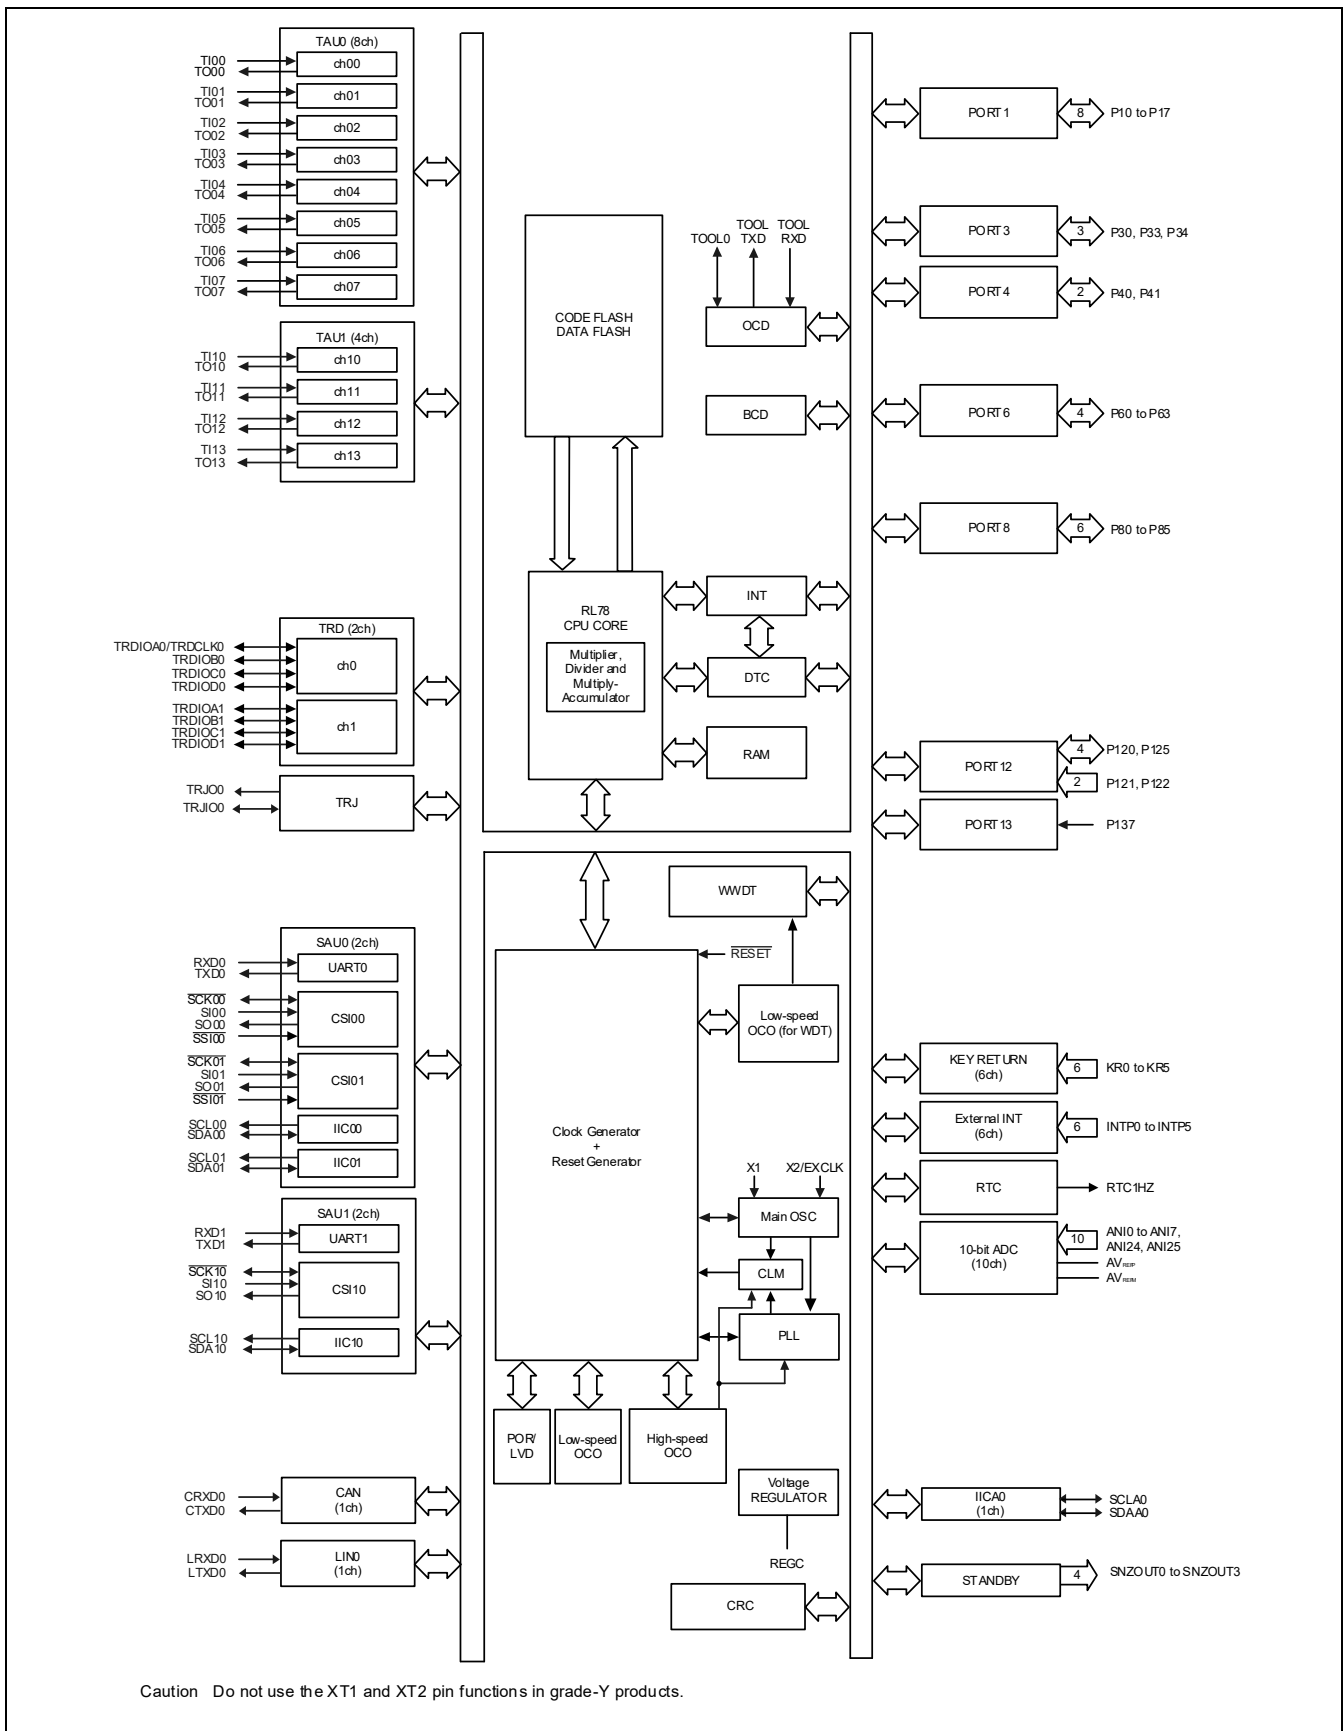 TAU0 (8ch)
TI00
TO00
ch00
TI01
TO01
ch01
TI02
TO02
ch02
TI03
TO03
ch03
TI04
TO04
ch04
TI05
TO05
ch05
TI06
TO06
ch06
TI07
TO07
ch07
TAU1 (4ch)
TI10
TO10
ch10
TI11
TO11
ch11
TI12
TO12
ch12
TI13
TO13
ch13
TRD (2ch)
TRDIOA0/TRDCLK0
TRDIOB0
TRDIOC0
TRDIOD0
ch0
TRDIOA1
TRDIOB1
TRDIOC1
TRDIOD1
ch1
TRJO0
TRJIO0
TRJ
SAU0 (2ch)
RXD0
TXD0
UART0
SCK00
SI00
SO00
SSI00
CSI00
SCK01
SI01
SO01
SSI01
CSI01
SCL00
SDA00
IIC00
SCL01
SDA01
IIC01
SAU1 (2ch)
RXD1
TXD1
UART1
SCK10
SI10
SO10
CSI10
SCL10
SDA10
IIC10
CRXD0
CTXD0
CAN
(1ch)
LRXD0
LTXD0
LIN0
(1ch)
CODE FLASH
DATA FLASH
TOOL0
TOOL
TXD
TOOL
RXD
OCD
BCD
RL78
CPU CORE
Multiplier,
Divider and
Multiply-
Accumulator
INT
DTC
RAM
WWDT
RESET
Low-speed
OCO (for WDT)
Clock Generator
+
Reset Generator
X1
X2/EXCLK
Main OSC
CLM
PLL
POR/
LVD
Low-speed
OCO
High-speed
OCO
Voltage
REGULATOR
REGC
CRC
PORT 1
8
P10 to P17
PORT 3
3
P30, P33, P34
PORT 4
2
P40, P41
PORT 6
4
P60 to P63
PORT 8
6
P80 to P85
PORT 12
4
P120, P125
2
P121, P122
PORT 13
P137
KEY RETURN
(6ch)
6
KR0 to KR5
External INT
(6ch)
6
INTP0 to INTP5
RTC
RTC1HZ
10-bit ADC
(10ch)
10
ANI0 to ANI7,
ANI24, ANI25
AVREFP
AVREFM
IICA0
(1ch)
SCLA0
SDAA0
STANDBY
4
SNZOUT0 to SNZOUT3
Caution Do not use the XT1 and XT2 pin functions in grade-Y products.